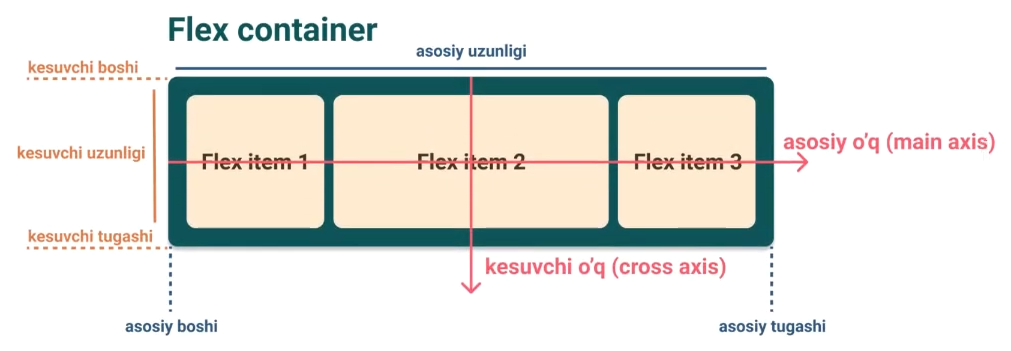 Flex container
asosiy uzunligi
kesuvchi boshi
asosiy o’q (main axis)
kesuvchi uzunligi
Flex item 1
Flex item 2
Flex item 3
kesuvchi tugashi
kesuvchi o’q (cross axis)
asosiy boshi
asosiy tugashi